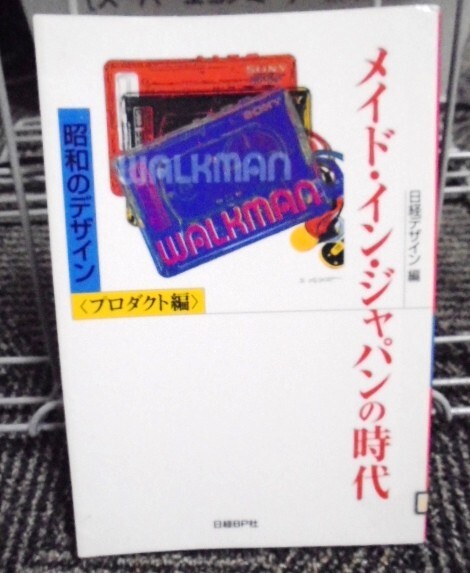 メイド・イン・ジャパンの時代
日経デザイン 編
昭和のデザイン
〈プロダクト編〉
SONY
SONY
WALKMAN
WALKMAN
日経BP社